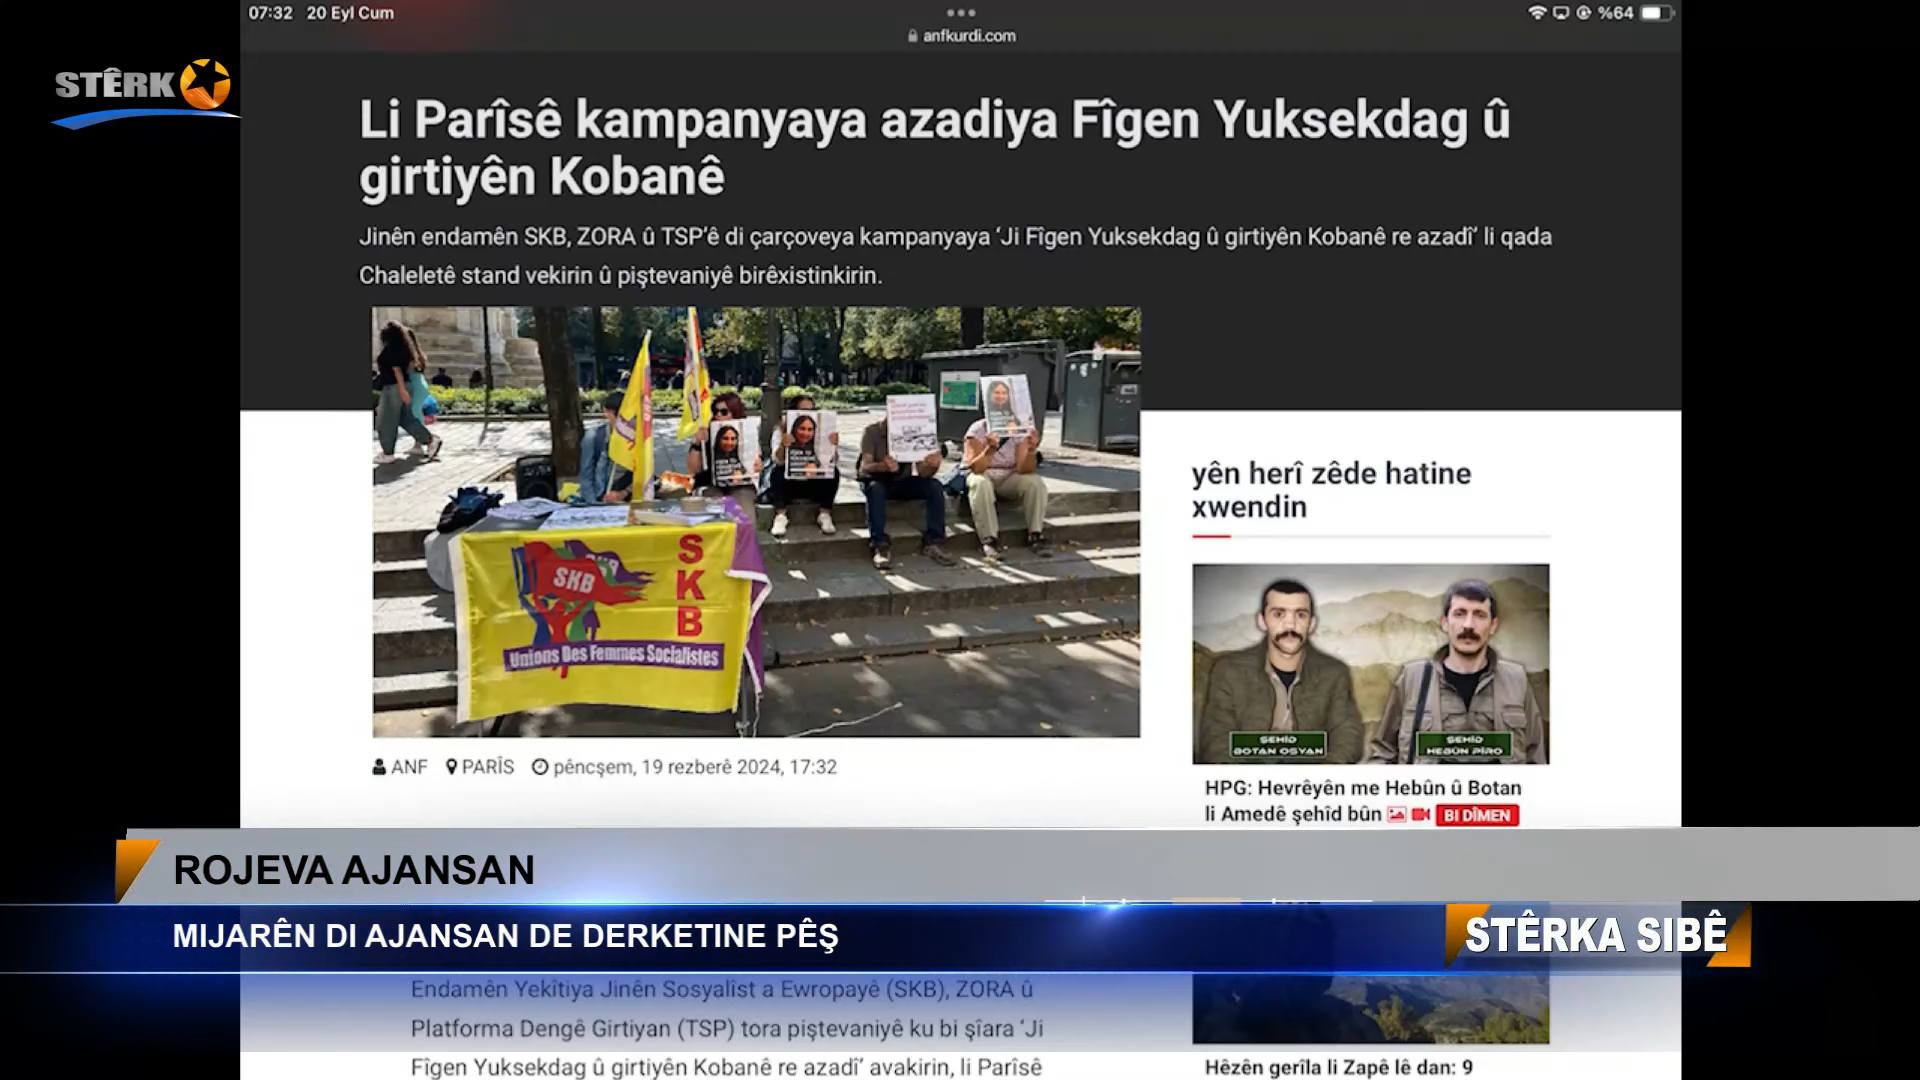 07:32 20 Eyl Cum
anfkurdi.com
%64
STÊRK
Li Parîsê kampanyaya azadiya Fîgen Yuksekdag û
girtiyên Kobanê
Jinên endamên SKB, ZORA û TSP’ê di çarçoveya kampanyaya ‘Ji Fîgen Yuksekdag û girtiyên Kobanê re azadî’ li qada
Chaleletê stand vekirin û piştevaniyê birêxistinkirin.
SKB
S
K
B
Unions Des Femmes Socialistes
ANF PARÎS pêncşem, 19 rezberê 2024, 17:32
yên herî zêde hatine
xwendin
ŞEHÎD
BOTAN OSYAN
ŞEHÎD
HEBÛN PÎRO
HPG: Hevrêyên me Hebûn û Botan
li Amedê şehîd bûn BI DÎMEN
ROJEVA AJANSAN
MIJARÊN DI AJANSAN DE DERKETINE PÊŞ
STÊRKA SIBÊ
Endamên Yekîtiya Jinên Sosyalîst a Ewropayê (SKB), ZORA û
Platforma Dengê Girtiyan (TSP) tora piştevaniyê ku bi şîara ‘Ji
Fîgen Yuksekdag û girtiyên Kobanê re azadî’ avakirin, li Parîsê
Hêzên gerîla li Zapê lê dan: 9